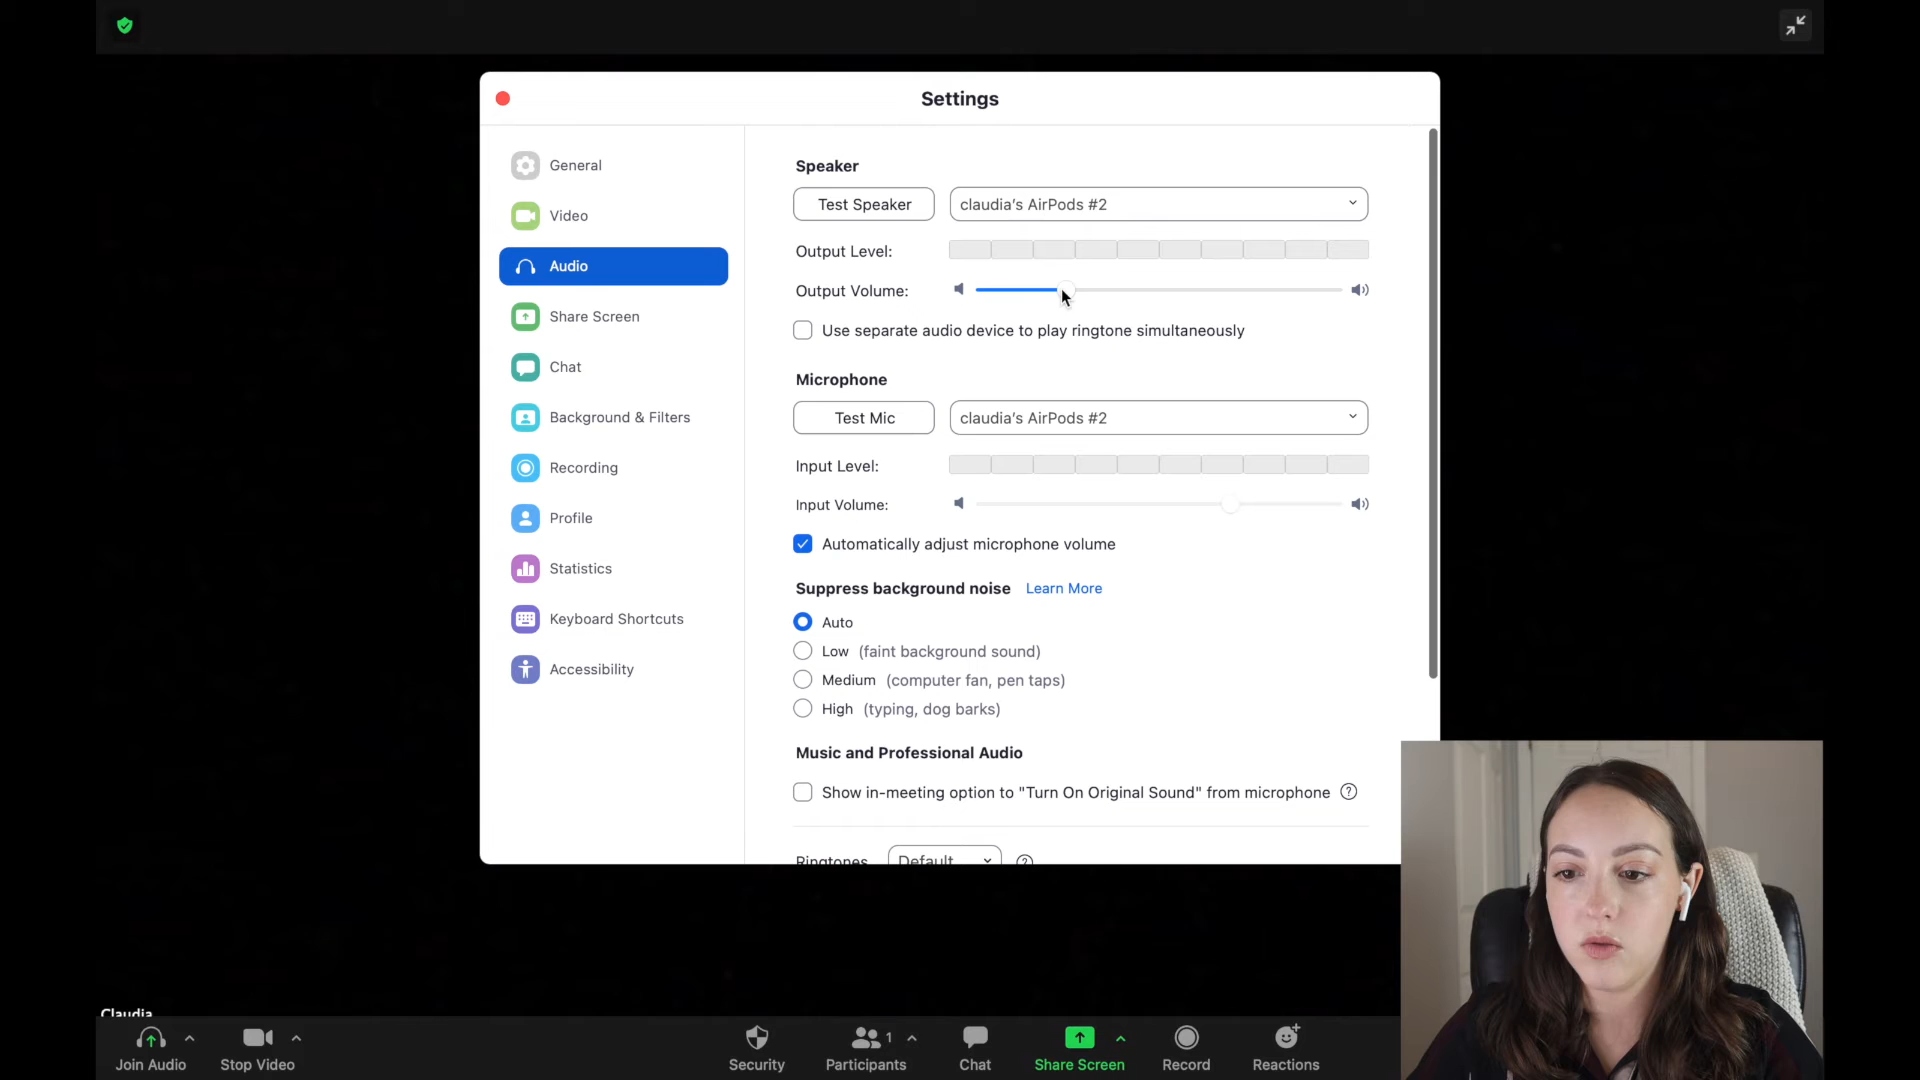 Settings
General
Video
Audio
Share Screen
Chat
Background & Filters
Recording
Profile
Statistics
Keyboard Shortcuts
Accessibility
Speaker
Test Speaker claudia's AirPods #2
Output Level:
Output Volume:
Use separate audio device to play ringtone simultaneously
Microphone
Test Mic claudia's AirPods #2
Input Level:
Input Volume:
Automatically adjust microphone volume
Suppress background noise Learn More
Auto
Low (faint background sound)
Medium (computer fan, pen taps)
High (typing, dog barks)
Music and Professional Audio
Show in-meeting option to "Turn On Original Sound" from microphone ?
Ringtones Default ?
Claudia
1
Join Audio Stop Video Security Participants Chat Share Screen Record Reactions